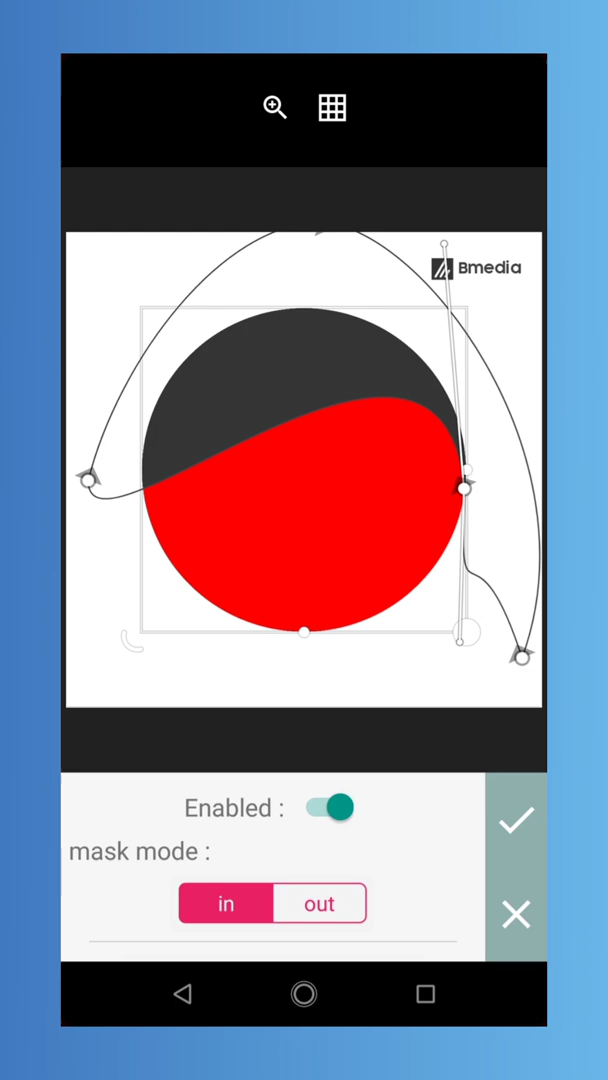 Bmedia
Enabled :
mask mode :
in
out